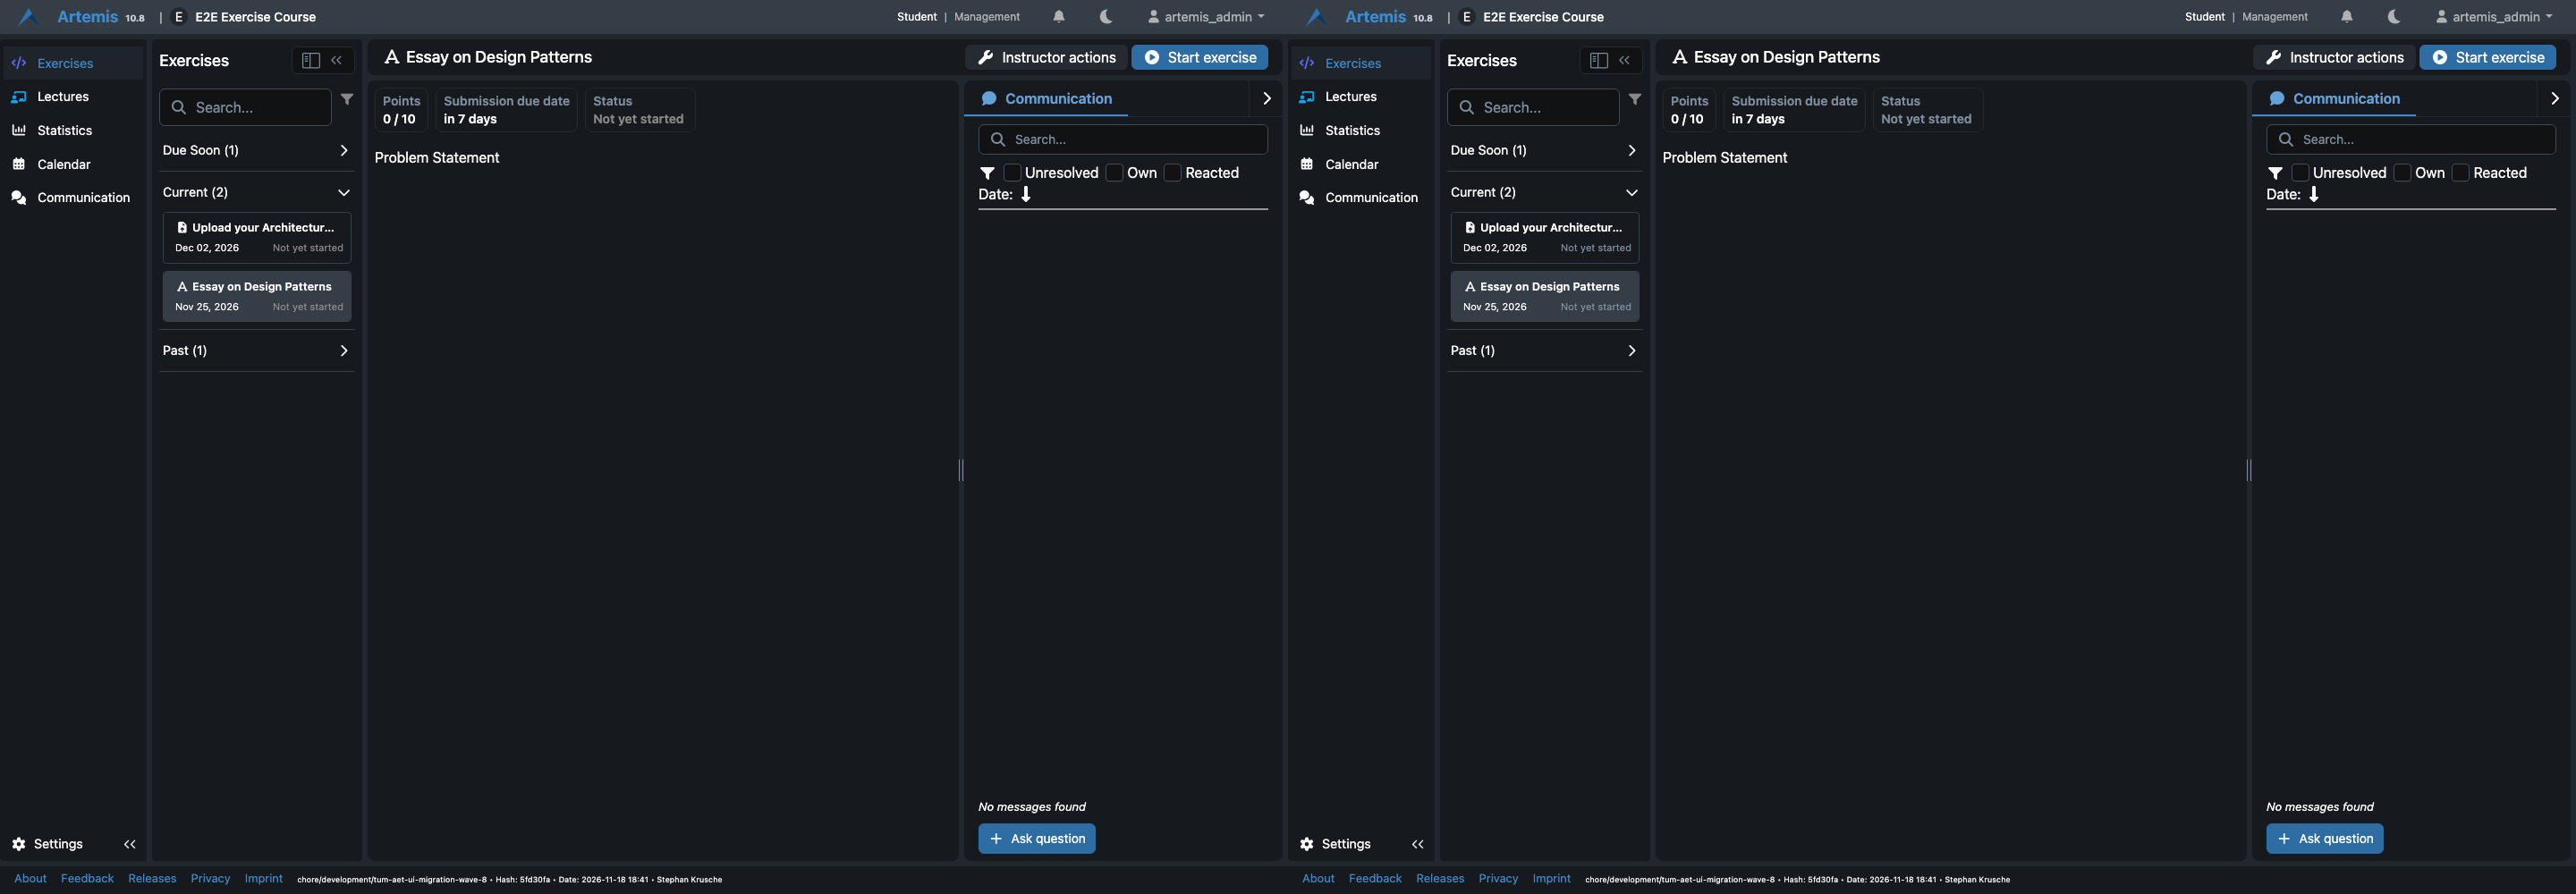 Artemis 10.8 | E E2E Exercise Course Student | Management artemis_admin
Exercises
Lectures
Statistics
Calendar
Communication
Settings
Exercises
Search...
Due Soon (1)
Current (2)
Upload your Architectur...
Dec 02, 2026 Not yet started
Essay on Design Patterns
Nov 25, 2026 Not yet started
Past (1)
Essay on Design Patterns Instructor actions Start exercise
Points
0 / 10
Submission due date
in 7 days
Status
Not yet started
Problem Statement
Communication
Search...
Unresolved Own Reacted
Date:
No messages found
Ask question
About Feedback Releases Privacy Imprint chore/development/tum-aet-ui-migration-wave-8 • Hash: 5fd30fa • Date: 2026-11-18 18:41 • Stephan Krusche
Artemis 10.8 | E E2E Exercise Course Student | Management artemis_admin
Exercises
Lectures
Statistics
Calendar
Communication
Settings
Exercises
Search...
Due Soon (1)
Current (2)
Upload your Architectur...
Dec 02, 2026 Not yet started
Essay on Design Patterns
Nov 25, 2026 Not yet started
Past (1)
Essay on Design Patterns Instructor actions Start exercise
Points
0 / 10
Submission due date
in 7 days
Status
Not yet started
Problem Statement
Communication
Search...
Unresolved Own Reacted
Date:
No messages found
Ask question
About Feedback Releases Privacy Imprint chore/development/tum-aet-ui-migration-wave-8 • Hash: 5fd30fa • Date: 2026-11-18 18:41 • Stephan Krusche